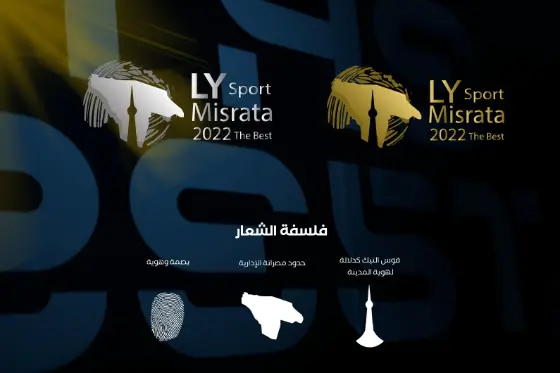 LY Sport
Misrata
2022 The Best
LY Sport
Misrata
2022 The Best
فلسفة الشعار
قوس التيك كدلالة
لهوية المدينة
حدود مصراتة الإدارية
بصمة وهوية